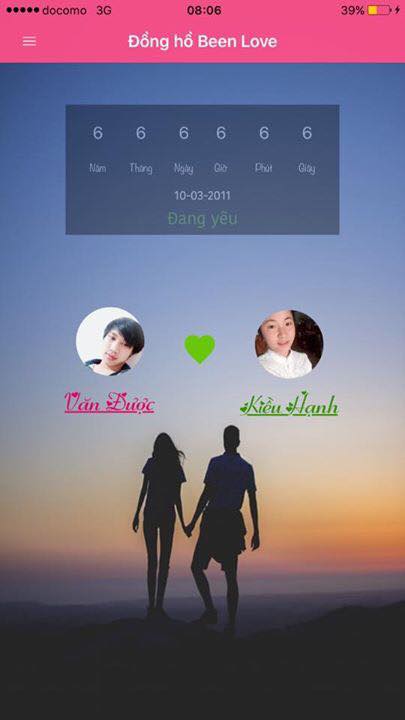 docomo 3G 08:06 39%
Đồng hồ Been Love
6 6 6 6 6 6
Năm Tháng Ngày Giờ Phút Giây
10-03-2011
Đang yêu
Văn Được Kiều Hạnh